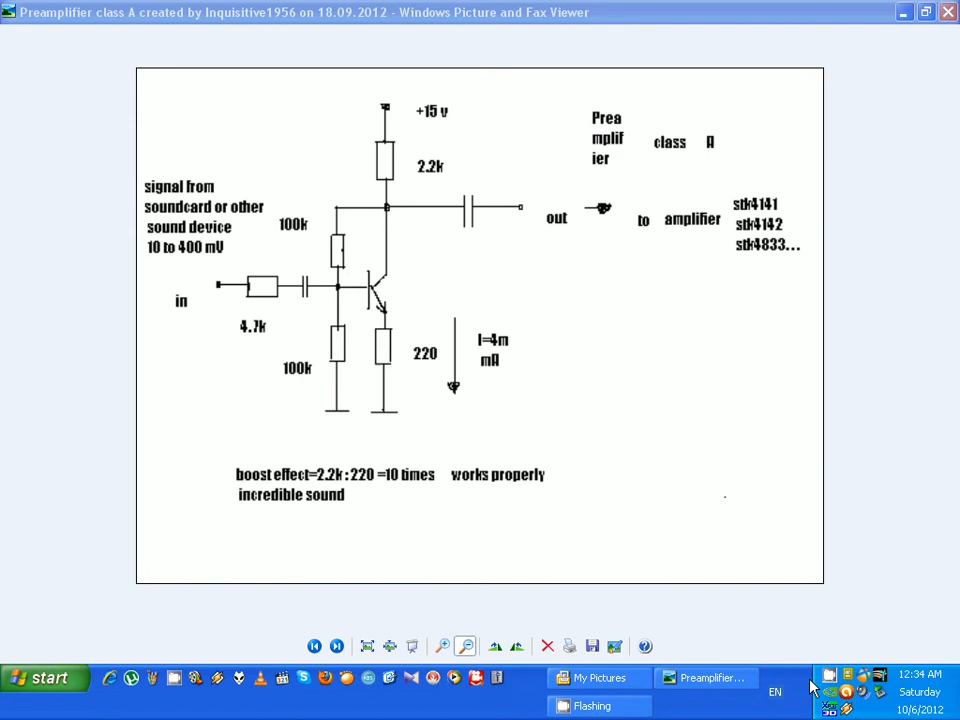 Preamplifier class A created by Inquisitive1956 on 18.09.2012 - Windows Picture and Fax Viewer
+15 v
Prea
mplif
ier
class A
2.2k
signal from
soundcard or other
sound device
10 to 400 mV
100k
out
to amplifier
stk4141
stk4142
stk4833...
in
4.7k
100k
220
I=4m
mA
boost effect=2.2k : 220 =10 times works properly
incredible sound
start
My Pictures
Preamplifier...
Flashing
EN
12:34 AM
Saturday
10/6/2012